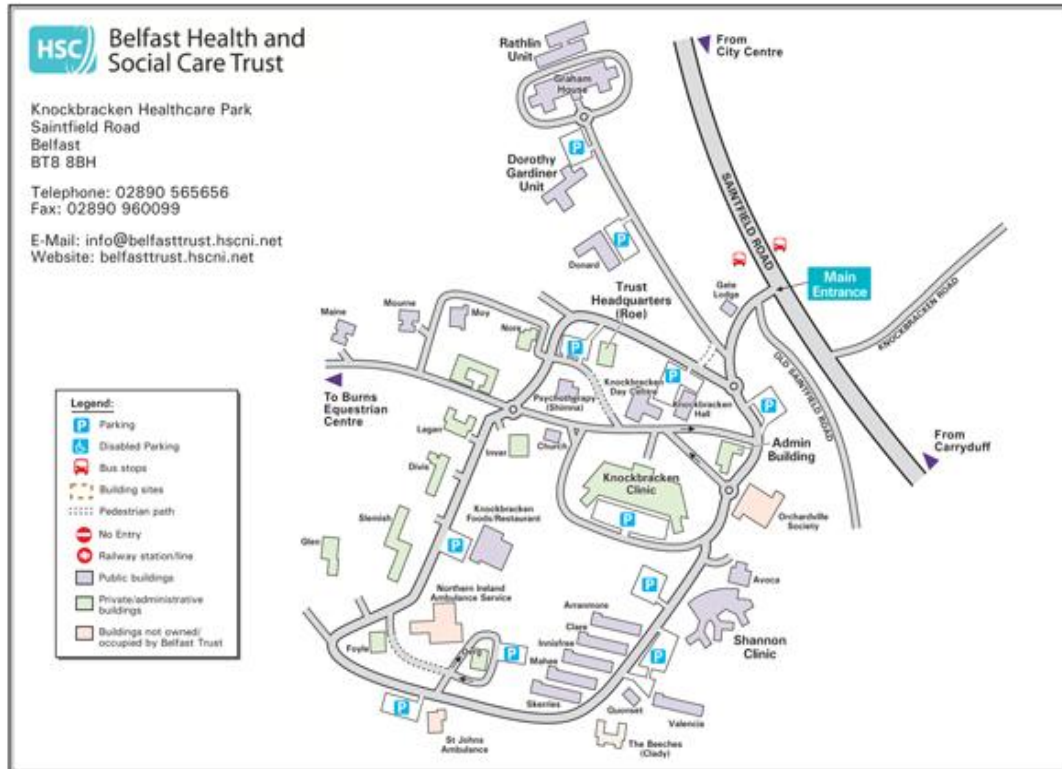 HSC
Belfast Health and
Social Care Trust
Knockbracken Healthcare Park
Saintfield Road
Belfast
BT8 8BH
Telephone: 02890 565656
Fax: 02890 960099
E-Mail: info@belfasttrust.hscni.net
Website: belfasttrust.hscni.net
From
City Centre
Rathlin
Unit
Graham
House
P
Dorothy
Gardiner
Unit
SAINTFIELD ROAD
P
Donard
Main
Entrance
Gate
Lodge
KNOCKBRACKEN ROAD
OLD SAINTFIELD ROAD
Trust
Headquarters
(Roe)
Maine
Mourne
Moy
Nore
P
To Burns
Equestrian
Centre
Psychotherapy
(Shimna)
Knockbracken
Day Centre
P
Knockbracken
Hall
P
Lagan
Inver
Church
Admin
Building
From
Carryduff
Divis
Knockbracken
Clinic
P
Slemish
Knockbracken
Foods/Restaurant
P
Orchardville
Society
Glen
Northern Ireland
Ambulance Service
P
Avoca
Arranmore
Clare
Innisfree
Mahee
Skerries
Shannon
Clinic
P
Foyle
P
P
St Johns
Ambulance
Quonset
Valencia
The Beeches
(Clady)
Legend:
P Parking
Disabled Parking
Bus stops
Building sites
Pedestrian path
No Entry
Railway station/line
Public buildings
Private/administrative
buildings
Buildings not owned/
occupied by Belfast Trust